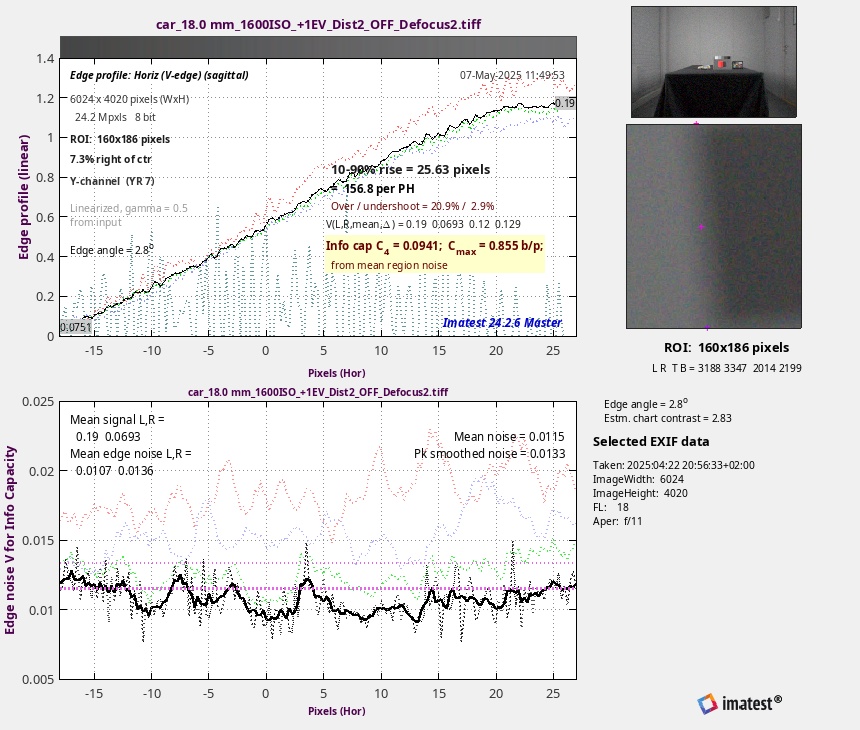 car_18.0 mm_1600ISO_+1EV_Dist2_OFF_Defocus2.tiff
Edge profile: Horiz (V-edge) (sagittal)
07-May-2025 11:49:53
6024 x 4020 pixels (WxH)
24.2 Mpxls 8 bit
ROI: 160x186 pixels
7.3% right of ctr
Y-channel (YR 7)
Linearized, gamma = 0.5
from input
Edge angle = 2.8°
10-90% rise = 25.63 pixels
= 156.8 per PH
Over / undershoot = 20.9% / 2.9%
V(L,R,mean,Δ) = 0.19 0.0693 0.12 0.129
Info cap C4 = 0.0941; Cmax = 0.855 b/p;
from mean region noise
Imatest 24.2.6 Master
0.19
0.0751
Edge profile (linear)
1.4
1.2
1
0.8
0.6
0.4
0.2
0
-15 -10 -5 0 5 10 15 20 25
Pixels (Hor)
car_18.0 mm_1600ISO_+1EV_Dist2_OFF_Defocus2.tiff
Mean signal L,R =
0.19 0.0693
Mean edge noise L,R =
0.0107 0.0136
Mean noise = 0.0115
Pk smoothed noise = 0.0133
Edge noise V for Info Capacity
0.025
0.02
0.015
0.01
0.005
-15 -10 -5 0 5 10 15 20 25
Pixels (Hor)
ROI: 160x186 pixels
L R T B = 3188 3347 2014 2199
Edge angle = 2.8°
Estm. chart contrast = 2.83
Selected EXIF data
Taken: 2025:04:22 20:56:33+02:00
ImageWidth: 6024
ImageHeight: 4020
FL: 18
Aper: f/11
imatest®